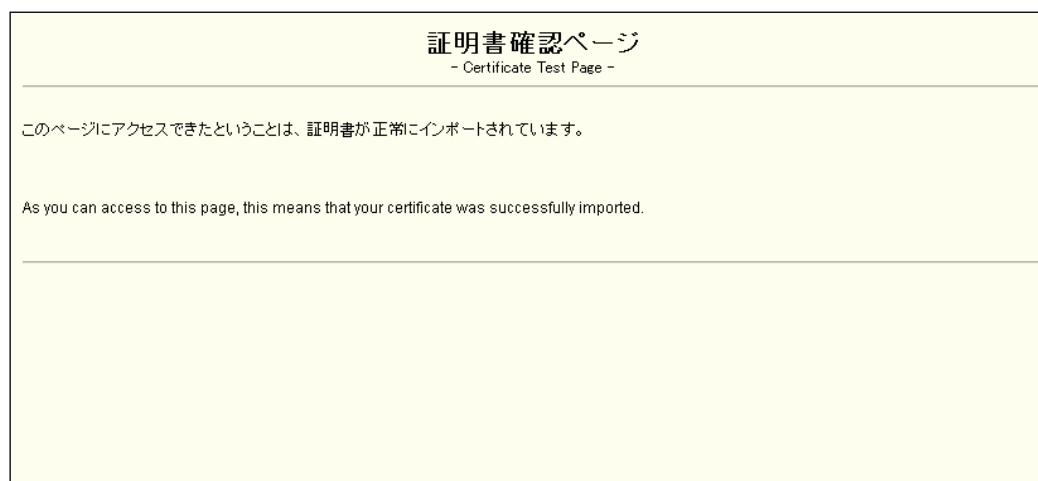 証明書確認ページ
- Certificate Test Page -
このページにアクセスできたということは、証明書が正常にインポートされています。
As you can access to this page, this means that your certificate was successfully imported.